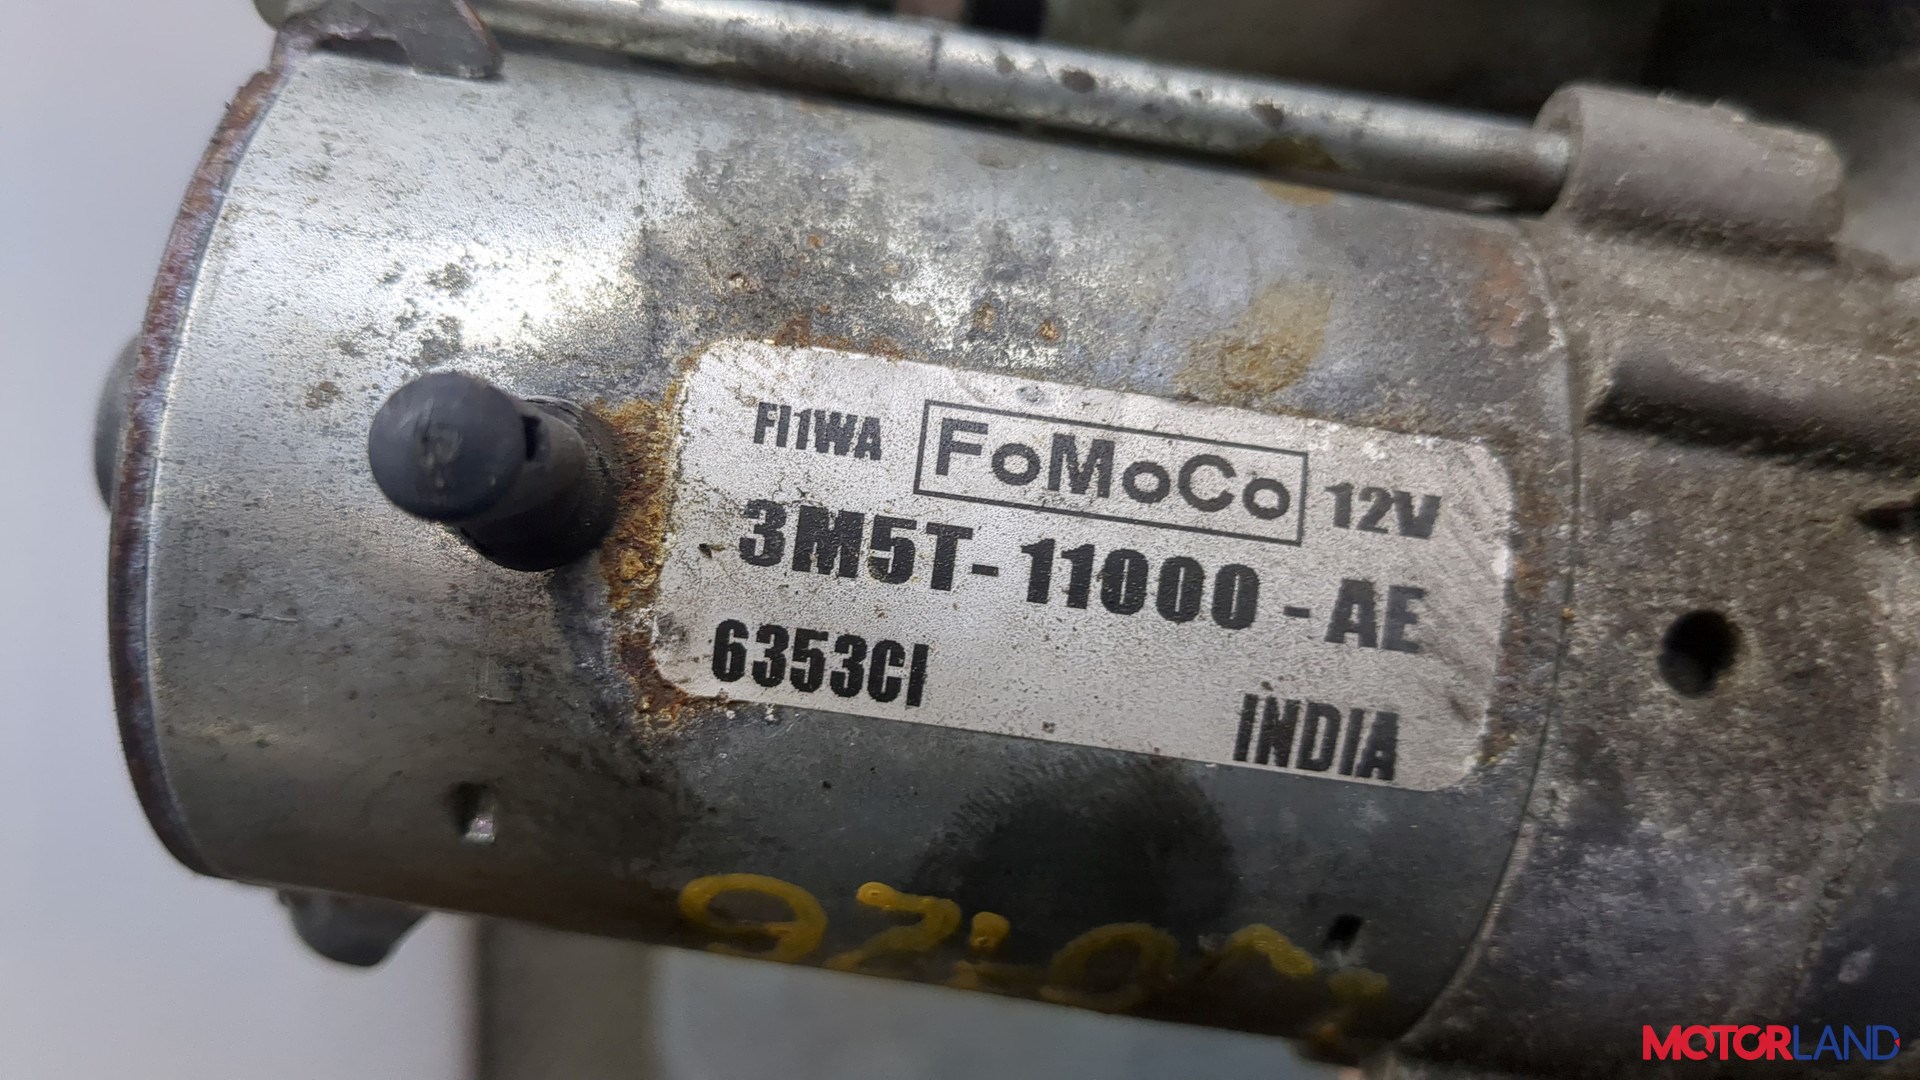 FI1WA FoMoCo 12V
3M5T-11000-AE
6353CI
INDIA
MOTORLAND